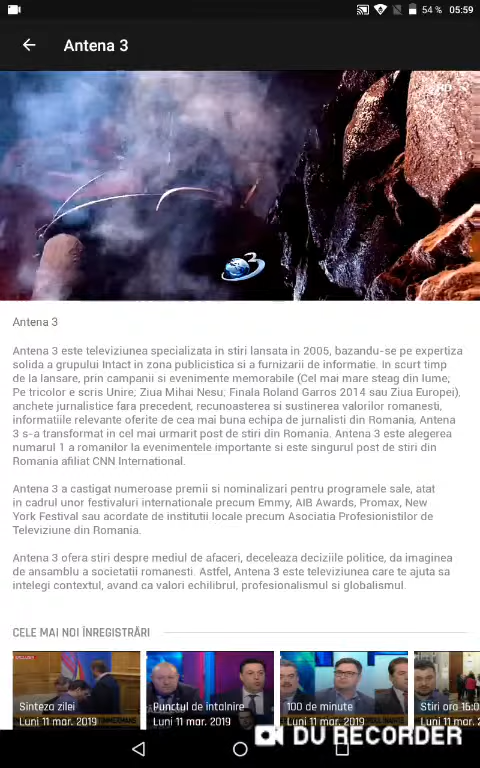 54 % 05:59
Antena 3
3
Antena 3
Antena 3 este televiziunea specializata in stiri lansata in 2005, bazandu-se pe expertiza
solida a grupului Intact in zona publicistica si a furnizarii de informatie. In scurt timp
de la lansare, prin campanii si evenimente memorabile (Cel mai mare steag din lume;
Pe tricolor e scris Unire; Ziua Mihai Nesu; Finala Roland Garros 2014 sau Ziua Europei),
anchete jurnalistice fara precedent, recunoasterea si sustinerea valorilor romanesti,
informatiile relevante oferite de cea mai buna echipa de jurnalisti din Romania, Antena
3 s-a transformat in cel mai urmarit post de stiri din Romania. Antena 3 este alegerea
numarul 1 a romanilor la evenimentele importante si este singurul post de stiri din
Romania afiliat CNN International.
Antena 3 a castigat numeroase premii si nominalizari pentru programele sale, atat
in cadrul unor festivaluri internationale precum Emmy, AIB Awards, Promax, New
York Festival sau acordate de institutii locale precum Asociatia Profesionistilor de
Televiziune din Romania.
Antena 3 ofera stiri despre mediul de afaceri, deceleaza deciziile politice, da imaginea
de ansamblu a societatii romanesti. Astfel, Antena 3 este televiziunea care te ajuta sa
intelegi contextul, avand ca valori echilibrul, profesionalismul si globalismul.
CELE MAI NOI ÎNREGISTRĂRI
Sinteza zilei
Luni 11 mar. 2019
Punctul de intalnire
Luni 11 mar. 2019
100 de minute
Luni 11 mar. 2019
Stiri ora 16:0
Luni 11 mar. 2
DU RECORDER